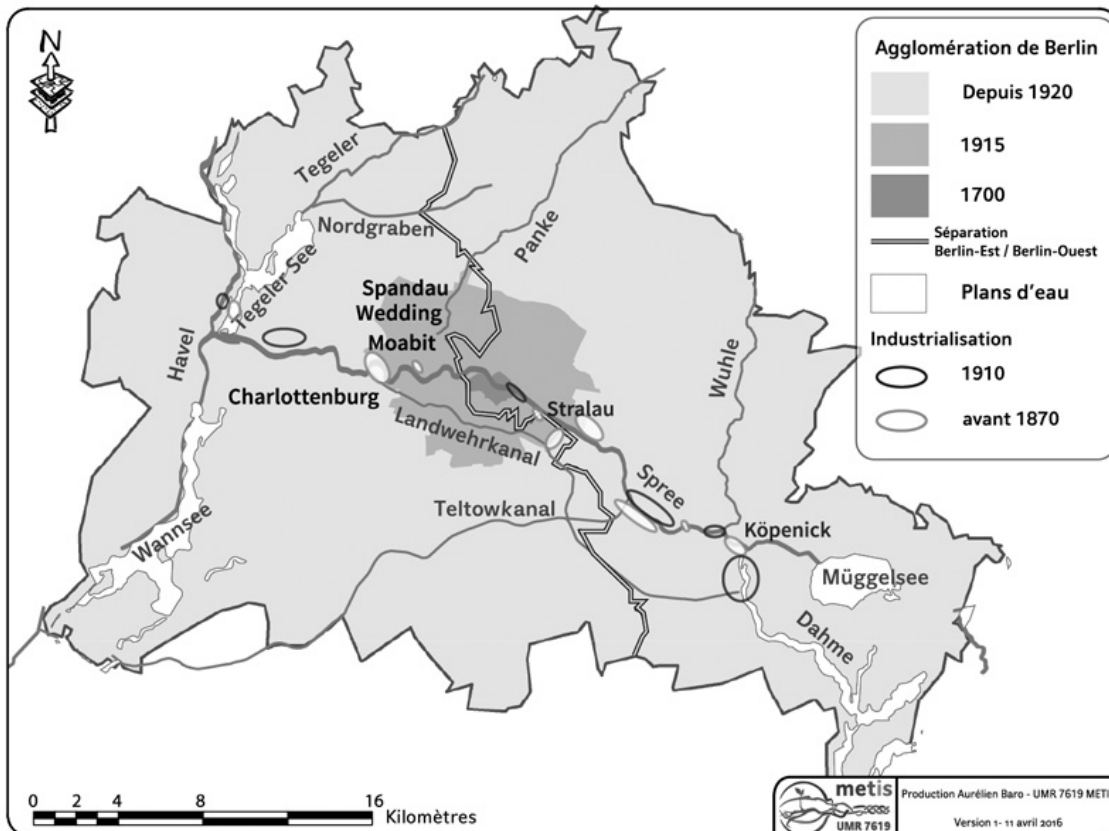 N
Agglomération de Berlin
Depuis 1920
1915
1700
Séparation
Berlin-Est / Berlin-Ouest
Plans d'eau
Industrialisation
1910
avant 1870
Tegeler
Nordgraben
Panke
Tegeler See
Spandau
Wedding
Moabit
Havel
Charlottenburg
Landwehrkanal
Stralau
Wuhle
Spree
Teltowkanal
Köpenick
Wannsee
Müggelsee
Dahme
0 2 4 8 16
Kilomètres
metis
UMR 7619
Production Aurélien Baro - UMR 7619 METI
Version 1- 11 avril 2016